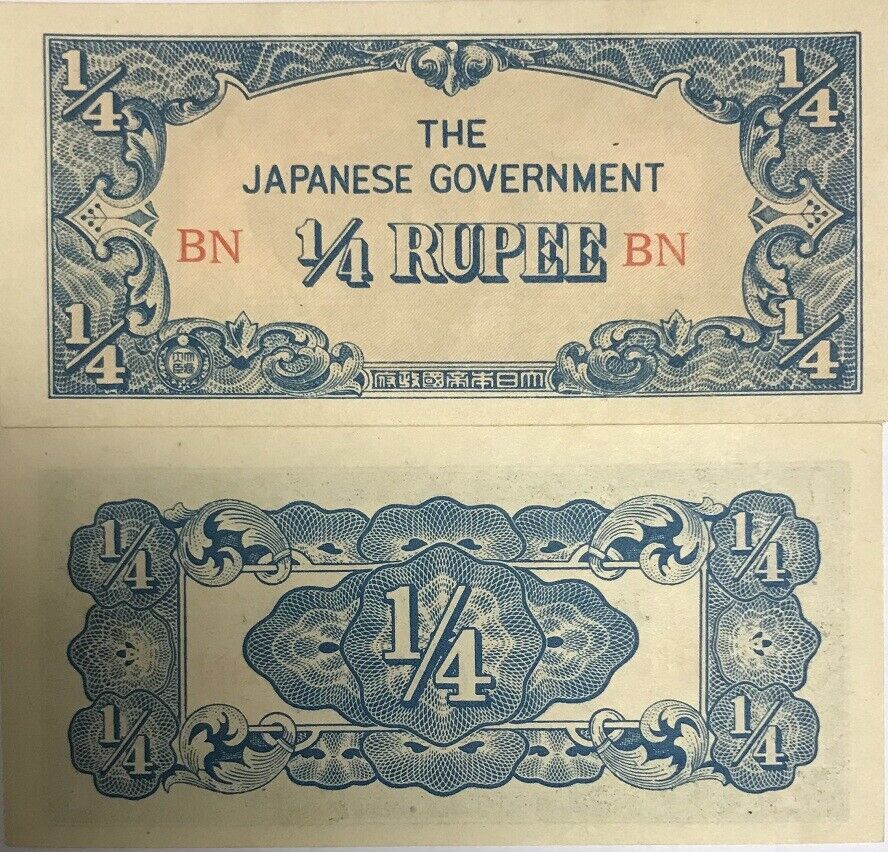 1/4 1/4
THE
JAPANESE GOVERNMENT
BN 1/4 RUPEE BN
1/4 1/4
府政國帝本日大
1/4 1/4
1/4
1/4 1/4